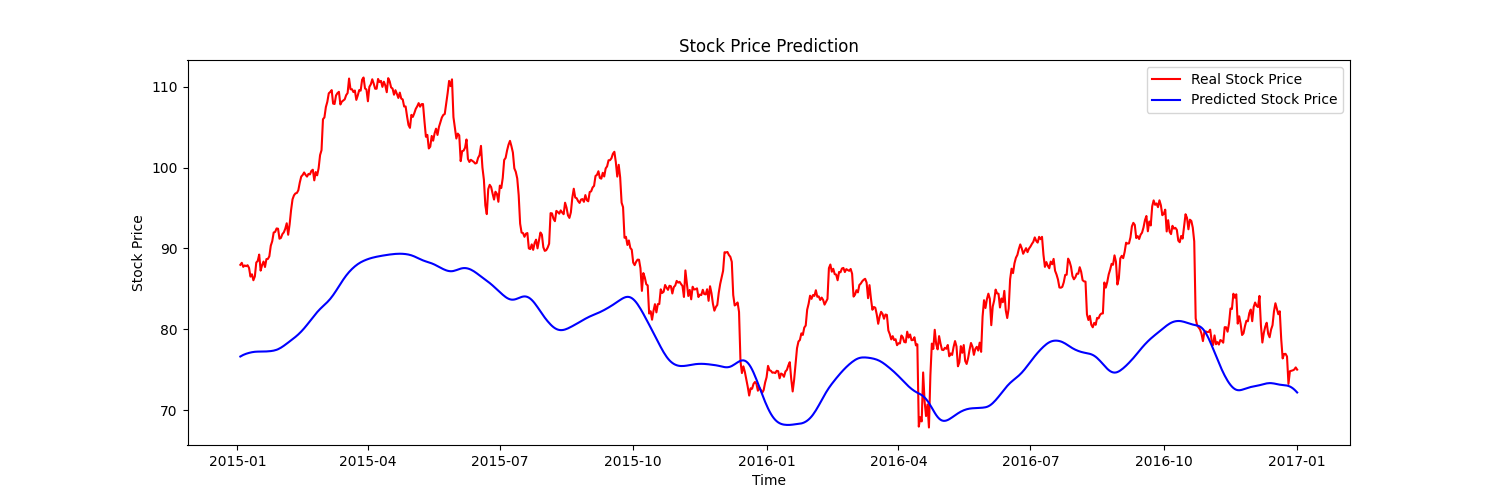 Stock Price Prediction
Real Stock Price
Predicted Stock Price
110
100
90
80
70
Stock Price
2015-01
2015-04
2015-07
2015-10
2016-01
2016-04
2016-07
2016-10
2017-01
Time